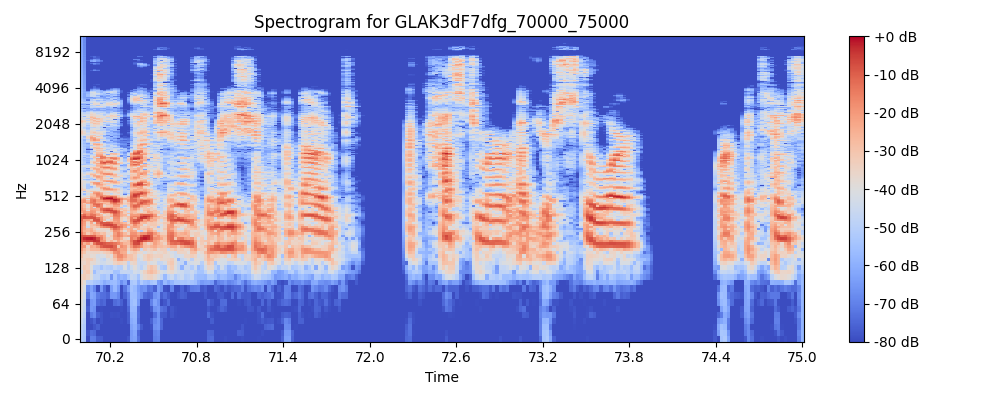 Spectrogram for GLAK3dF7dfg_70000_75000
Hz
8192
4096
2048
1024
512
256
128
64
0
70.2 70.8 71.4 72.0 72.6 73.2 73.8 74.4 75.0
Time
+0 dB
-10 dB
-20 dB
-30 dB
-40 dB
-50 dB
-60 dB
-70 dB
-80 dB